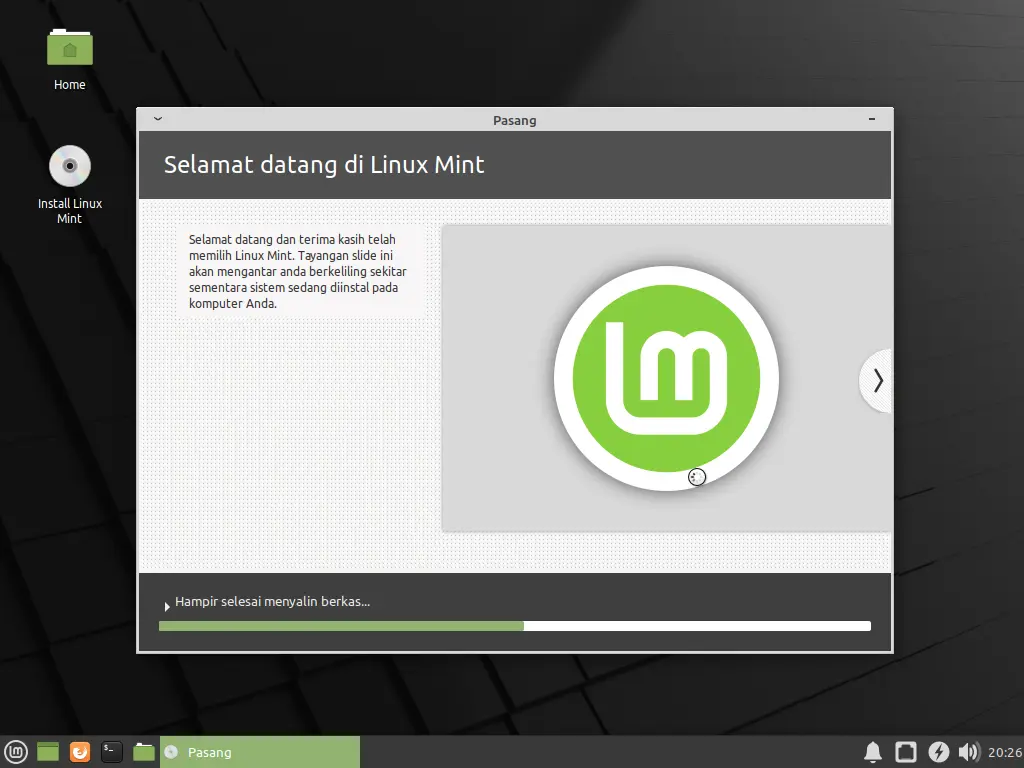 Home
Install Linux
Mint
Pasang
Selamat datang di Linux Mint
Selamat datang dan terima kasih telah
memilih Linux Mint. Tayangan slide ini
akan mengantar anda berkeliling sekitar
sementara sistem sedang diinstal pada
komputer Anda.
Hampir selesai menyalin berkas...
Pasang
20:26